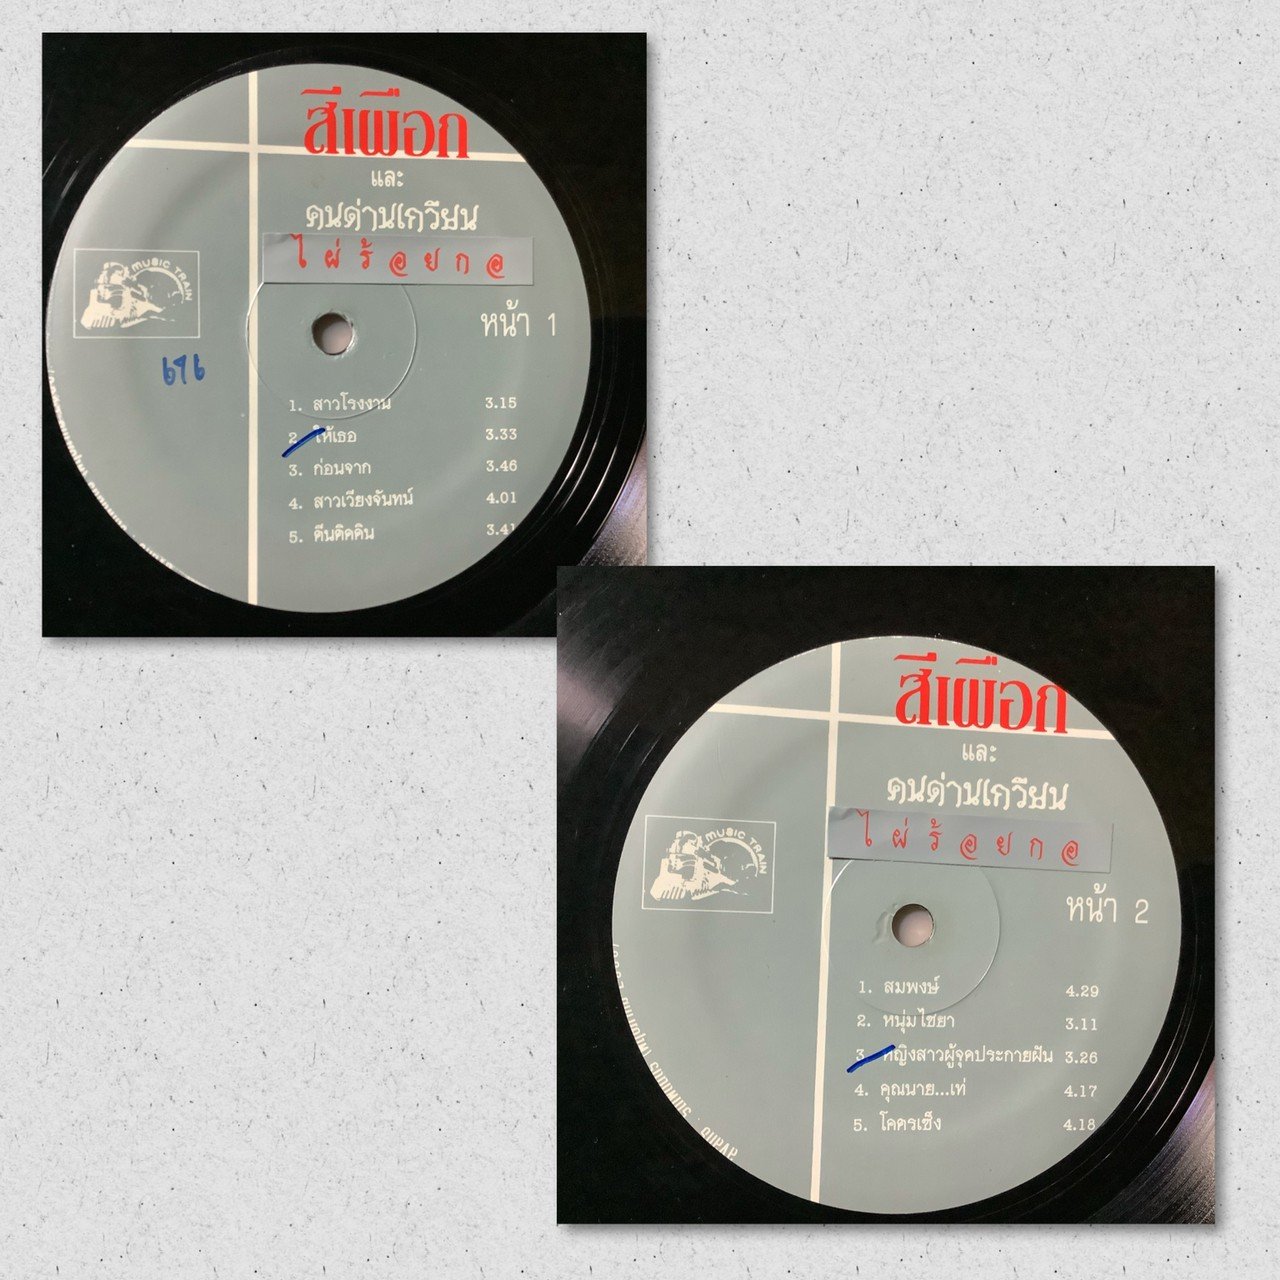 สีเผือก
และ
คนด่านเกวียน
ไผ่ร้อยกอ
MUSIC TRAIN
หน้า 1
676
1. สาวโรงงาน 3.15
2. ให้เธอ 3.33
3. ก่อนจาก 3.46
4. สาวเวียงจันทน์ 4.01
5. ตีนติดดิน 3.41
สีเผือก
และ
คนด่านเกวียน
ไผ่ร้อยกอ
MUSIC TRAIN
หน้า 2
1. สมพงษ์ 4.29
2. หนุ่มไชยา 3.11
3. หญิงสาวผู้จุดประกายฝัน 3.26
4. คุณนาย...เท่ 4.17
5. โคตรเซ็ง 4.18